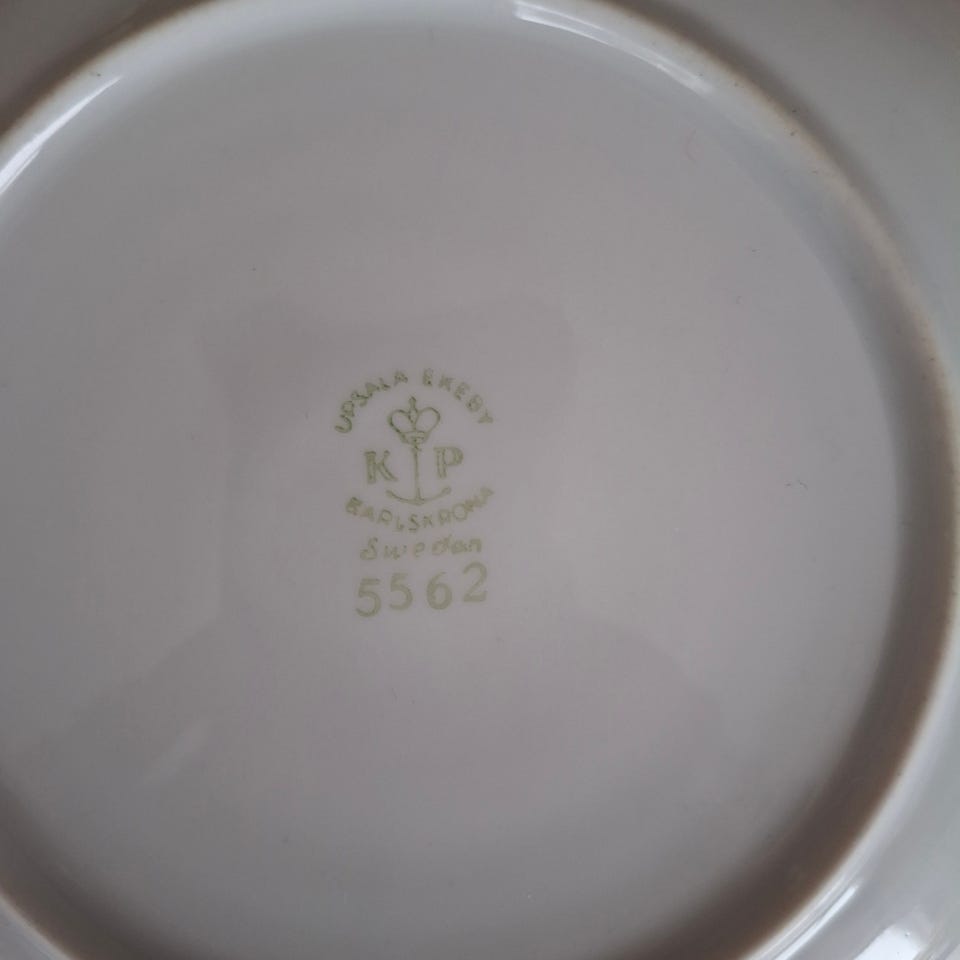 UPSALA EKEBY
K P
KARLSKRONA
Sweden
5562